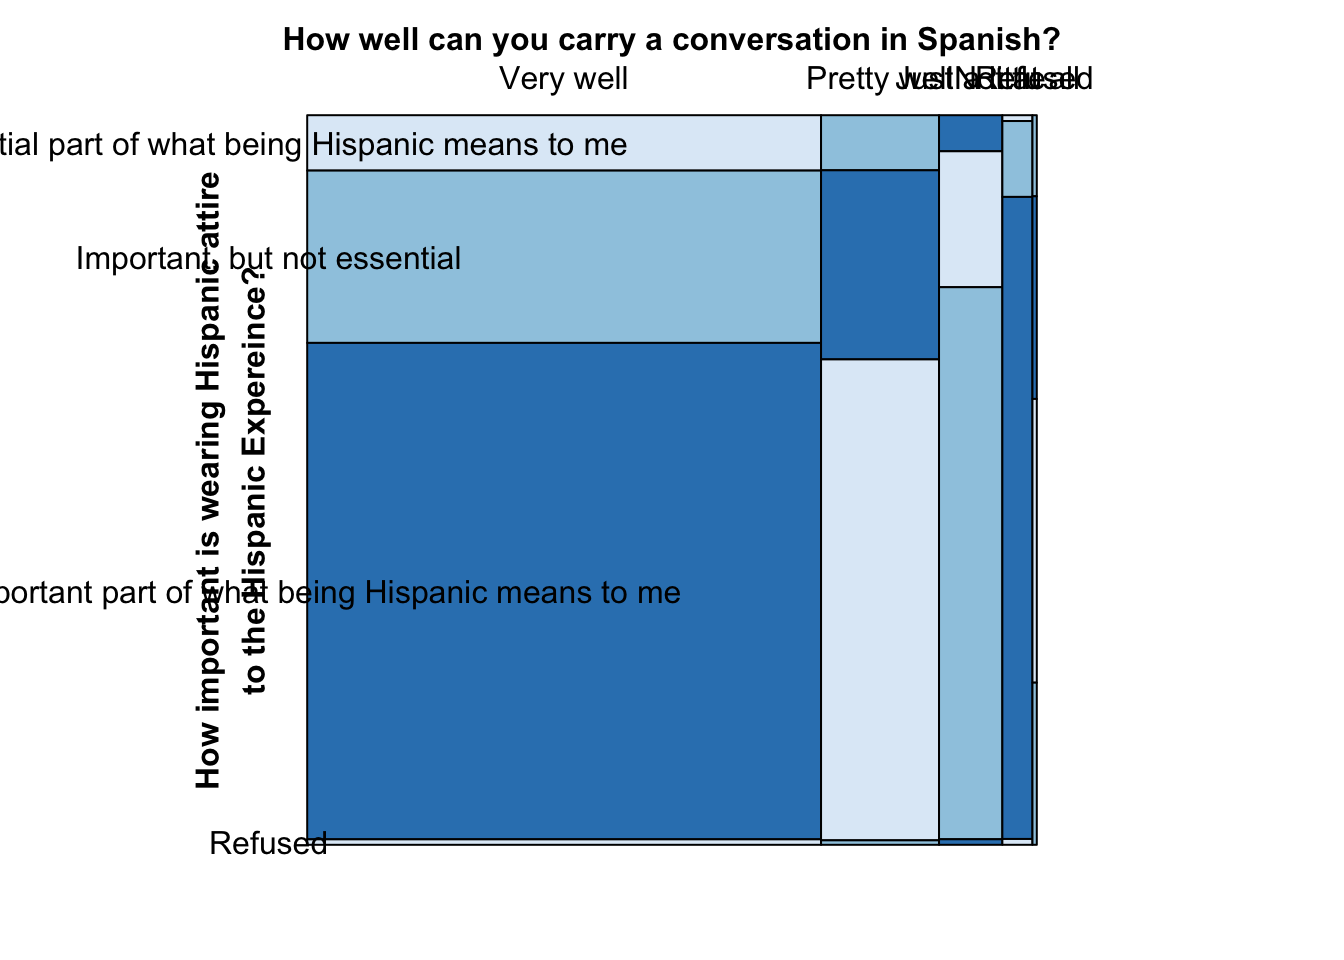 How well can you carry a conversation in Spanish?
Very well
Pretty well
Refused
tial part of what being Hispanic means to me
Important, but not essential
portant part of what being Hispanic means to me
Refused
How important is wearing Hispanic attire
to the Hispanic Expereince?